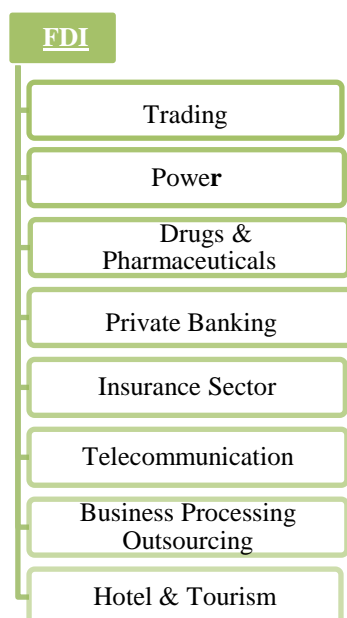 FDI
Trading
Power
Drugs &
Pharmaceuticals
Private Banking
Insurance Sector
Telecommunication
Business Processing
Outsourcing
Hotel & Tourism